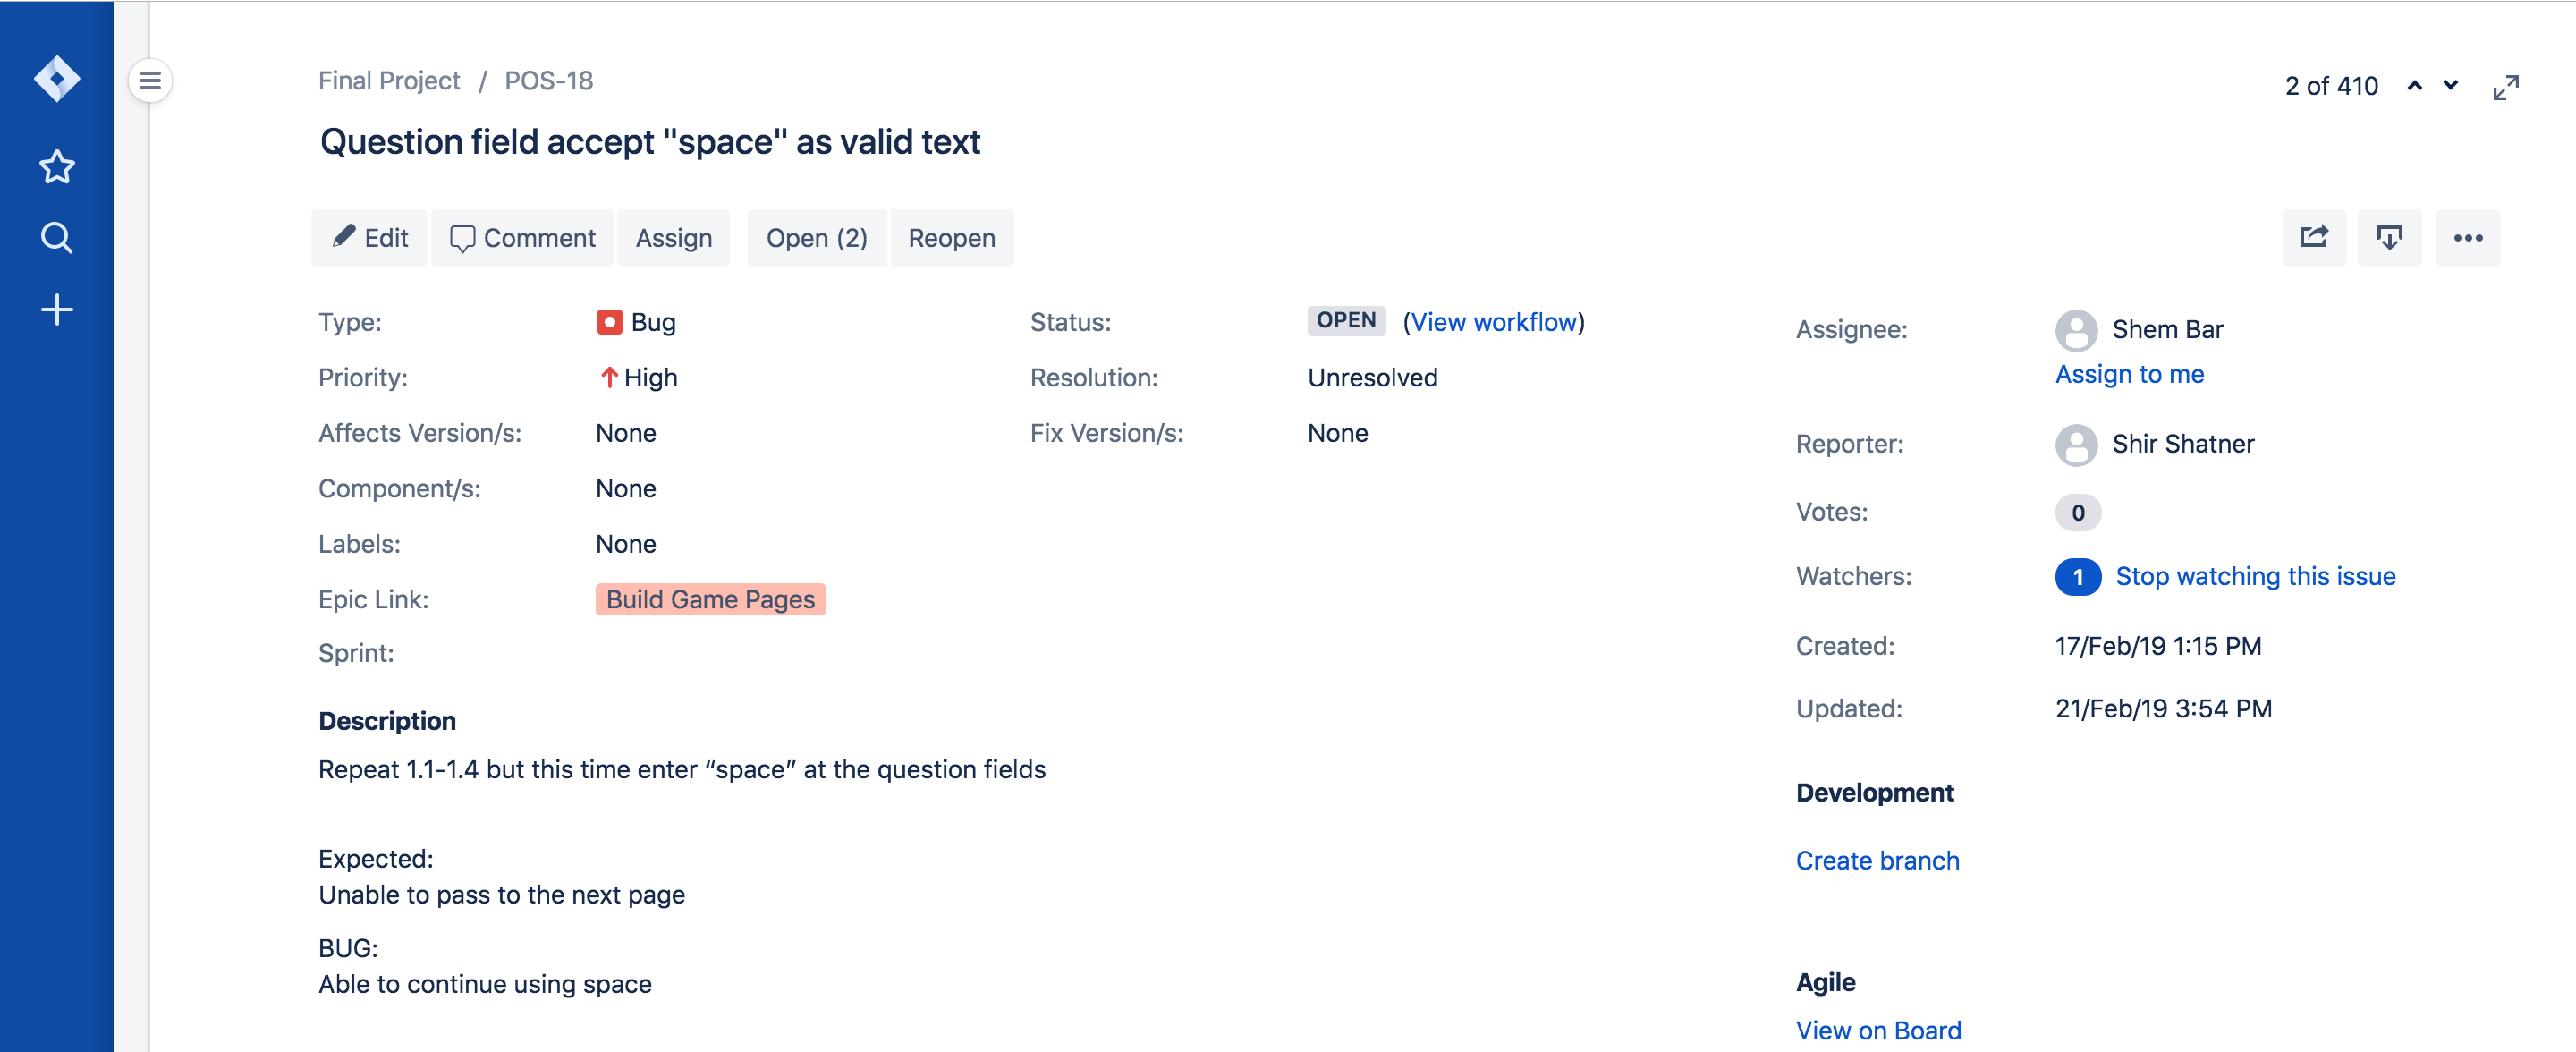 Final Project / POS-18
2 of 410
Question field accept "space" as valid text
Edit Comment Assign Open (2) Reopen
Type: Bug
Priority: High
Affects Version/s: None
Component/s: None
Labels: None
Epic Link: Build Game Pages
Sprint:
Status: OPEN (View workflow)
Resolution: Unresolved
Fix Version/s: None
Description
Repeat 1.1-1.4 but this time enter “space” at the question fields
Expected:
Unable to pass to the next page
BUG:
Able to continue using space
Assignee: Shem Bar
Assign to me
Reporter: Shir Shatner
Votes: 0
Watchers: 1 Stop watching this issue
Created: 17/Feb/19 1:15 PM
Updated: 21/Feb/19 3:54 PM
Development
Create branch
Agile
View on Board